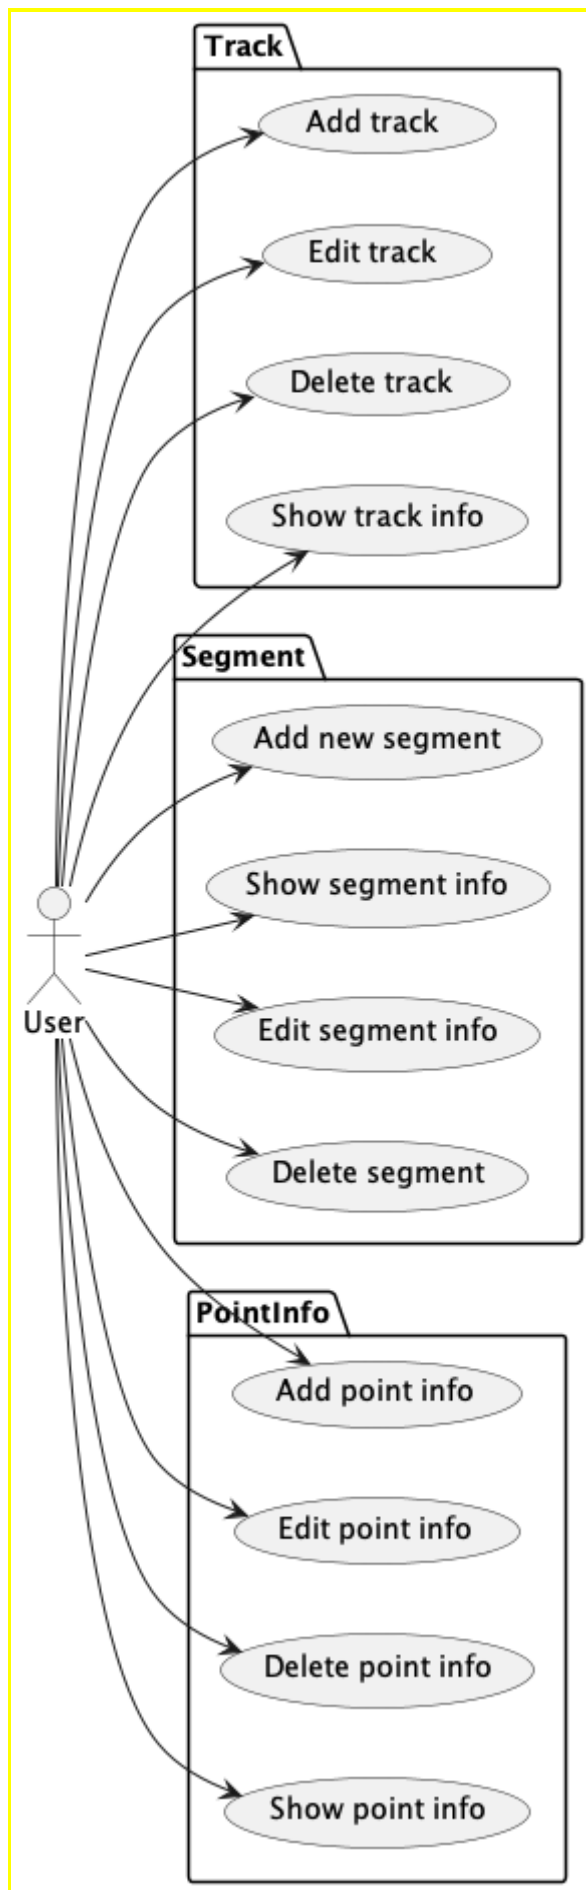 Track
Add track
Edit track
Delete track
Show track info
Segment
Add new segment
Show segment info
Edit segment info
Delete segment
User
PointInfo
Add point info
Edit point info
Delete point info
Show point info